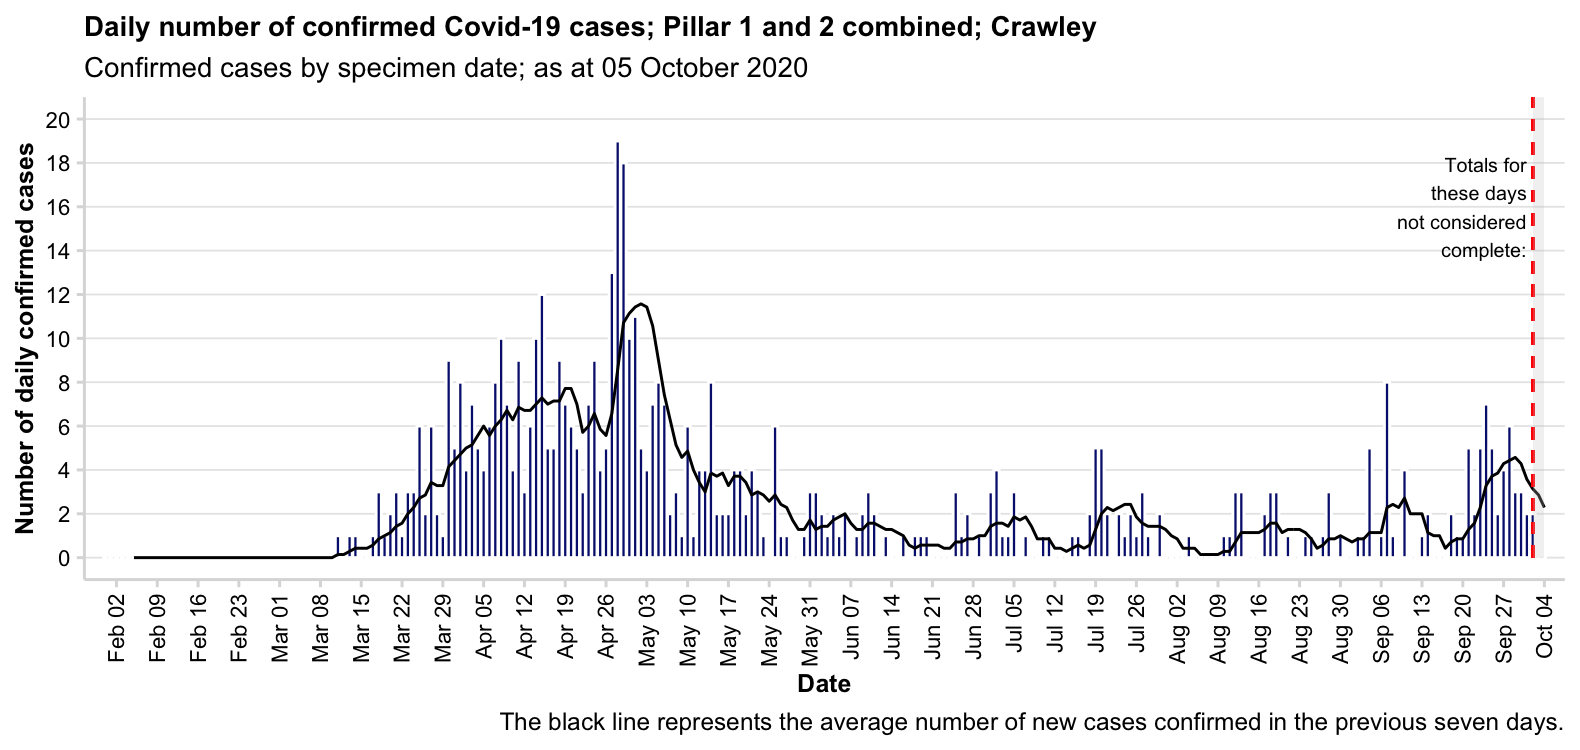 Daily number of confirmed Covid-19 cases; Pillar 1 and 2 combined; Crawley
Confirmed cases by specimen date; as at 05 October 2020
Number of daily confirmed cases
20
18
16
14
12
10
8
6
4
2
0
Totals for
these days
not considered
complete:
Feb 02
Feb 09
Feb 16
Feb 23
Mar 01
Mar 08
Mar 15
Mar 22
Mar 29
Apr 05
Apr 12
Apr 19
Apr 26
May 03
May 10
May 17
May 24
May 31
Jun 07
Jun 14
Jun 21
Jun 28
Jul 05
Jul 12
Jul 19
Jul 26
Aug 02
Aug 09
Aug 16
Aug 23
Aug 30
Sep 06
Sep 13
Sep 20
Sep 27
Oct 04
Date
The black line represents the average number of new cases confirmed in the previous seven days.